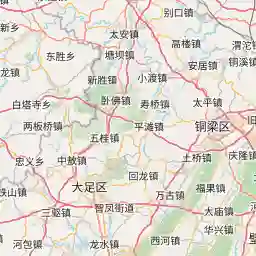 别口镇
太安镇
新乡
塘坝镇
高楼镇
东胜乡
小渡镇
安居镇
铜溪镇
龙镇
新胜镇
卧佛镇
寿桥镇
太平镇
白塔寺乡
两板桥镇
平滩镇
铜梁区
五桂镇
忠义乡
中敖镇
土桥镇
庆隆镇
回龙镇
大足区
铁山镇
万古镇
福果镇
三驱镇
智凤街道
大庙镇
华兴镇
河包镇
龙水镇
西河镇